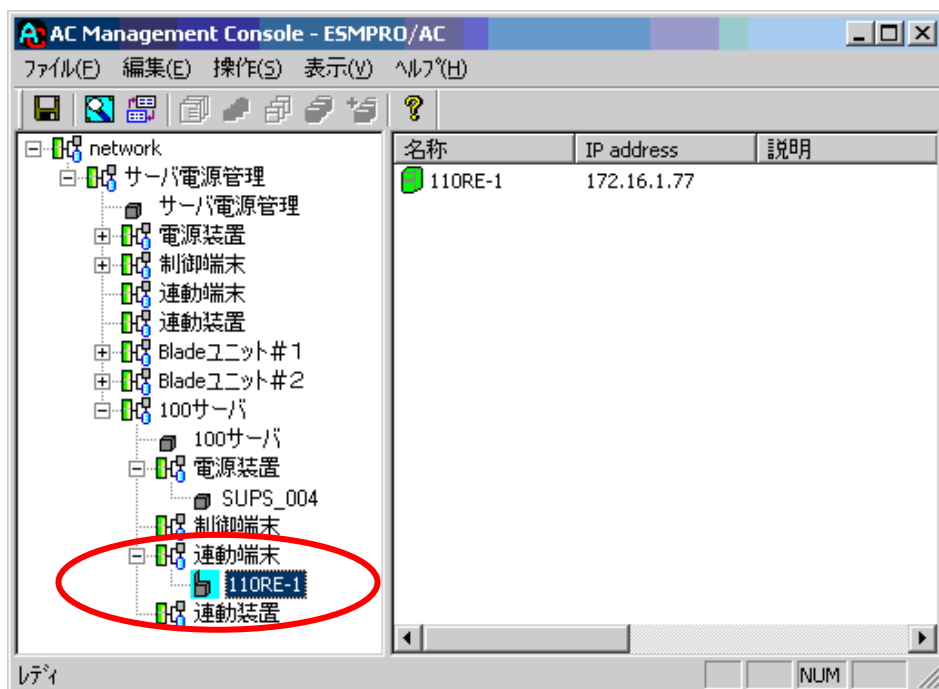 AC Management Console - ESMPRO/AC
ファイル(F) 編集(E) 操作(S) 表示(V) ヘルプ(H)
network
サーバ電源管理
サーバ電源管理
電源装置
制御端末
連動端末
連動装置
Bladeユニット#１
Bladeユニット#２
100サーバ
100サーバ
電源装置
SUPS_004
制御端末
連動端末
110RE-1
連動装置
名称 IP address 説明
110RE-1 172.16.1.77
レディ NUM